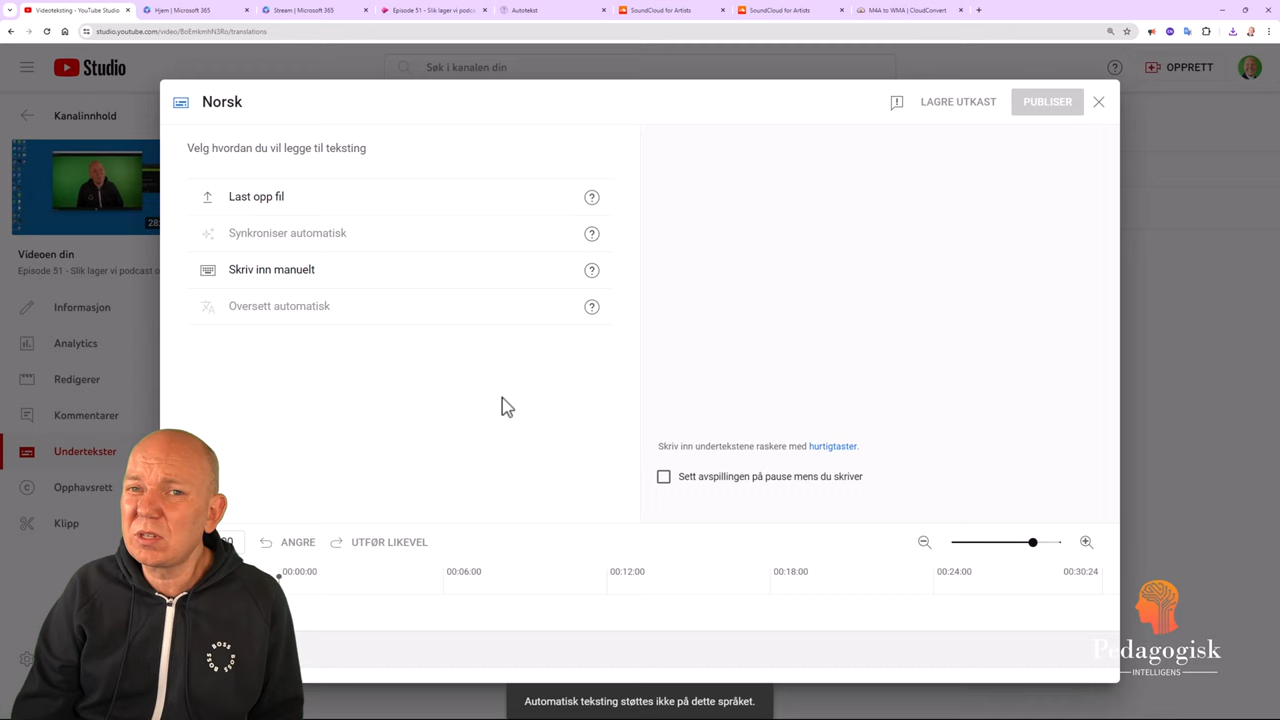 Videoteksting - YouTube Studio
Hjem | Microsoft 365
Stream | Microsoft 365
Episode 51 - Slik lager vi podc
Autotekst
SoundCloud for Artists
SoundCloud for Artists
M4A to WMA | CloudConvert
studio.youtube.com/video/BoEmkmhN3Ro/translations
Studio
Søk i kanalen din
OPPRETT
Kanalinnhold
28:
Videoen din
Episode 51 - Slik lager vi podcast o
Informasjon
Analytics
Redigerer
Kommentarer
Undertekster
Opphavsrett
Klipp
Norsk
LAGRE UTKAST
PUBLISER
Velg hvordan du vil legge til teksting
Last opp fil
Synkroniser automatisk
Skriv inn manuelt
Oversett automatisk
Skriv inn undertekstene raskere med hurtigtaster.
Sett avspillingen på pause mens du skriver
00
ANGRE
UTFØR LIKEVEL
00:00:00
00:06:00
00:12:00
00:18:00
00:24:00
00:30:24
BOSS BOSS BOSS
Pedagogisk
INTELLIGENS
Automatisk teksting støttes ikke på dette språket.